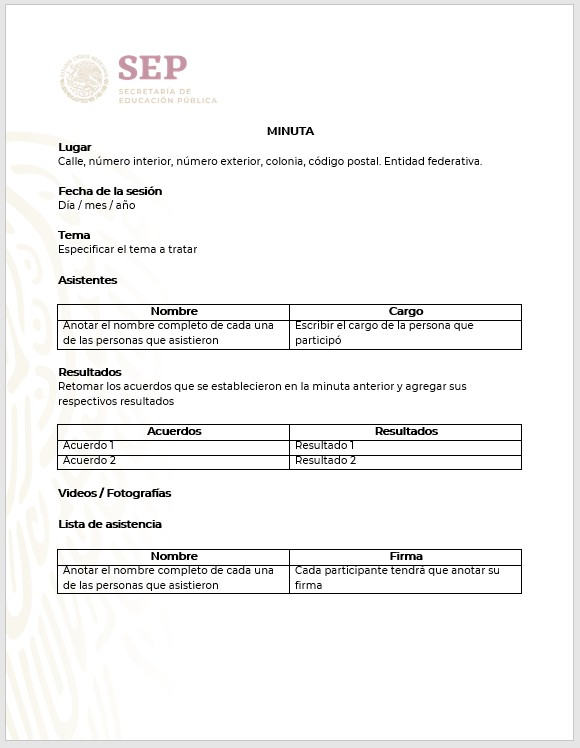 SEP
SECRETARÍA DE
EDUCACIÓN PÚBLICA
MINUTA
Lugar
Calle, número interior, número exterior, colonia, código postal. Entidad federativa.
Fecha de la sesión
Día / mes / año
Tema
Especificar el tema a tratar
Asistentes
Nombre Cargo
Anotar el nombre completo de cada una Escribir el cargo de la persona que
de las personas que asistieron participó
Resultados
Retomar los acuerdos que se establecieron en la minuta anterior y agregar sus
respectivos resultados
Acuerdos Resultados
Acuerdo 1 Resultado 1
Acuerdo 2 Resultado 2
Videos / Fotografías
Lista de asistencia
Nombre Firma
Anotar el nombre completo de cada una Cada participante tendrá que anotar su
de las personas que asistieron firma